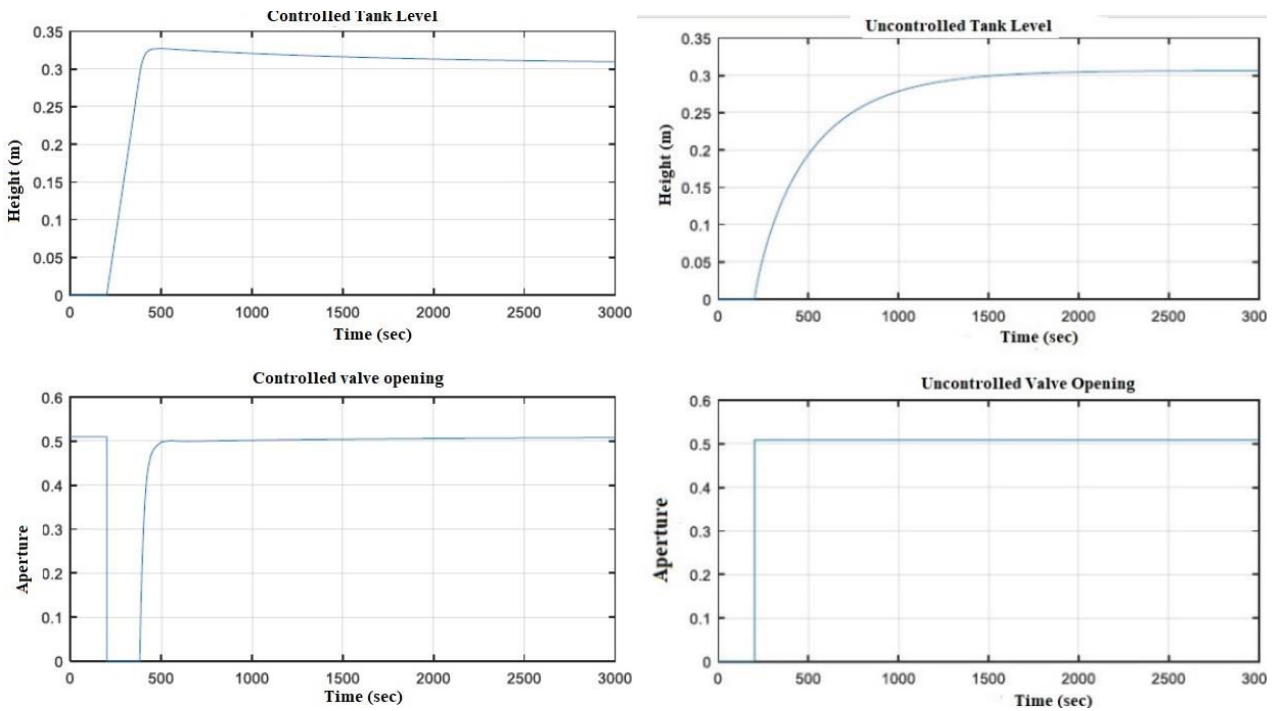 Controlled Tank Level
0.35
0.3
0.25
0.2
0.15
0.1
0.05
0
Height (m)
0 500 1000 1500 2000 2500 3000
Time (sec)
Uncontrolled Tank Level
0.35
0.3
0.25
0.2
0.15
0.1
0.05
0
Height (m)
0 500 1000 1500 2000 2500 300
Time (sec)
Controlled valve opening
0.6
0.5
0.4
0.3
0.2
0.1
0
Aperture
0 500 1000 1500 2000 2500 3000
Time (sec)
Uncontrolled Valve Opening
0.6
0.5
0.4
0.3
0.2
0.1
0
Aperture
0 500 1000 1500 2000 2500 300
Time (sec)